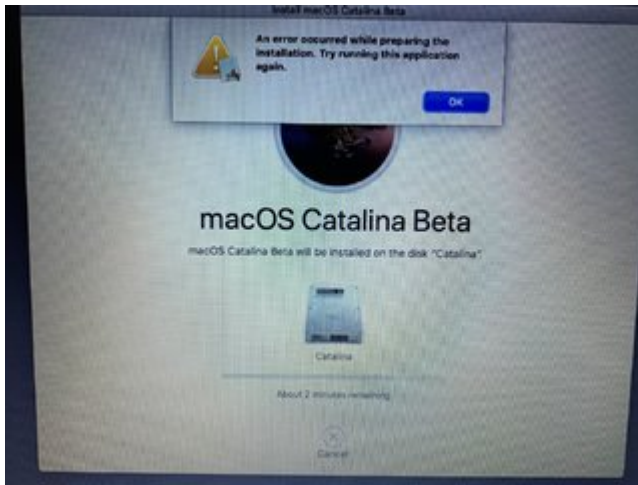 Install macOS Catalina Beta
An error occurred while preparing the
installation. Try running this application
again.
OK
macOS Catalina Beta
macOS Catalina Beta will be installed on the disk "Catalina".
Catalina
About 2 minutes remaining
Cancel